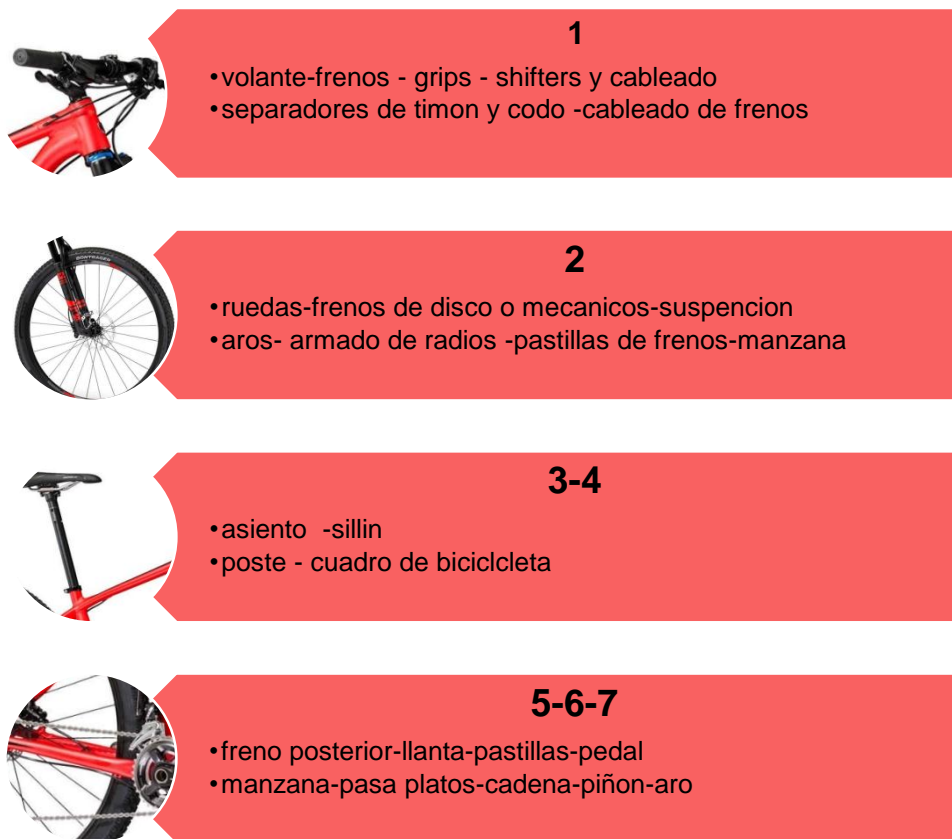 1
•volante-frenos - grips - shifters y cableado
•separadores de timon y codo -cableado de frenos
BONTRAGER
2
•ruedas-frenos de disco o mecanicos-suspencion
•aros- armado de radios -pastillas de frenos-manzana
3-4
•asiento -sillin
•poste - cuadro de biciclcleta
5-6-7
•freno posterior-llanta-pastillas-pedal
•manzana-pasa platos-cadena-piñon-aro